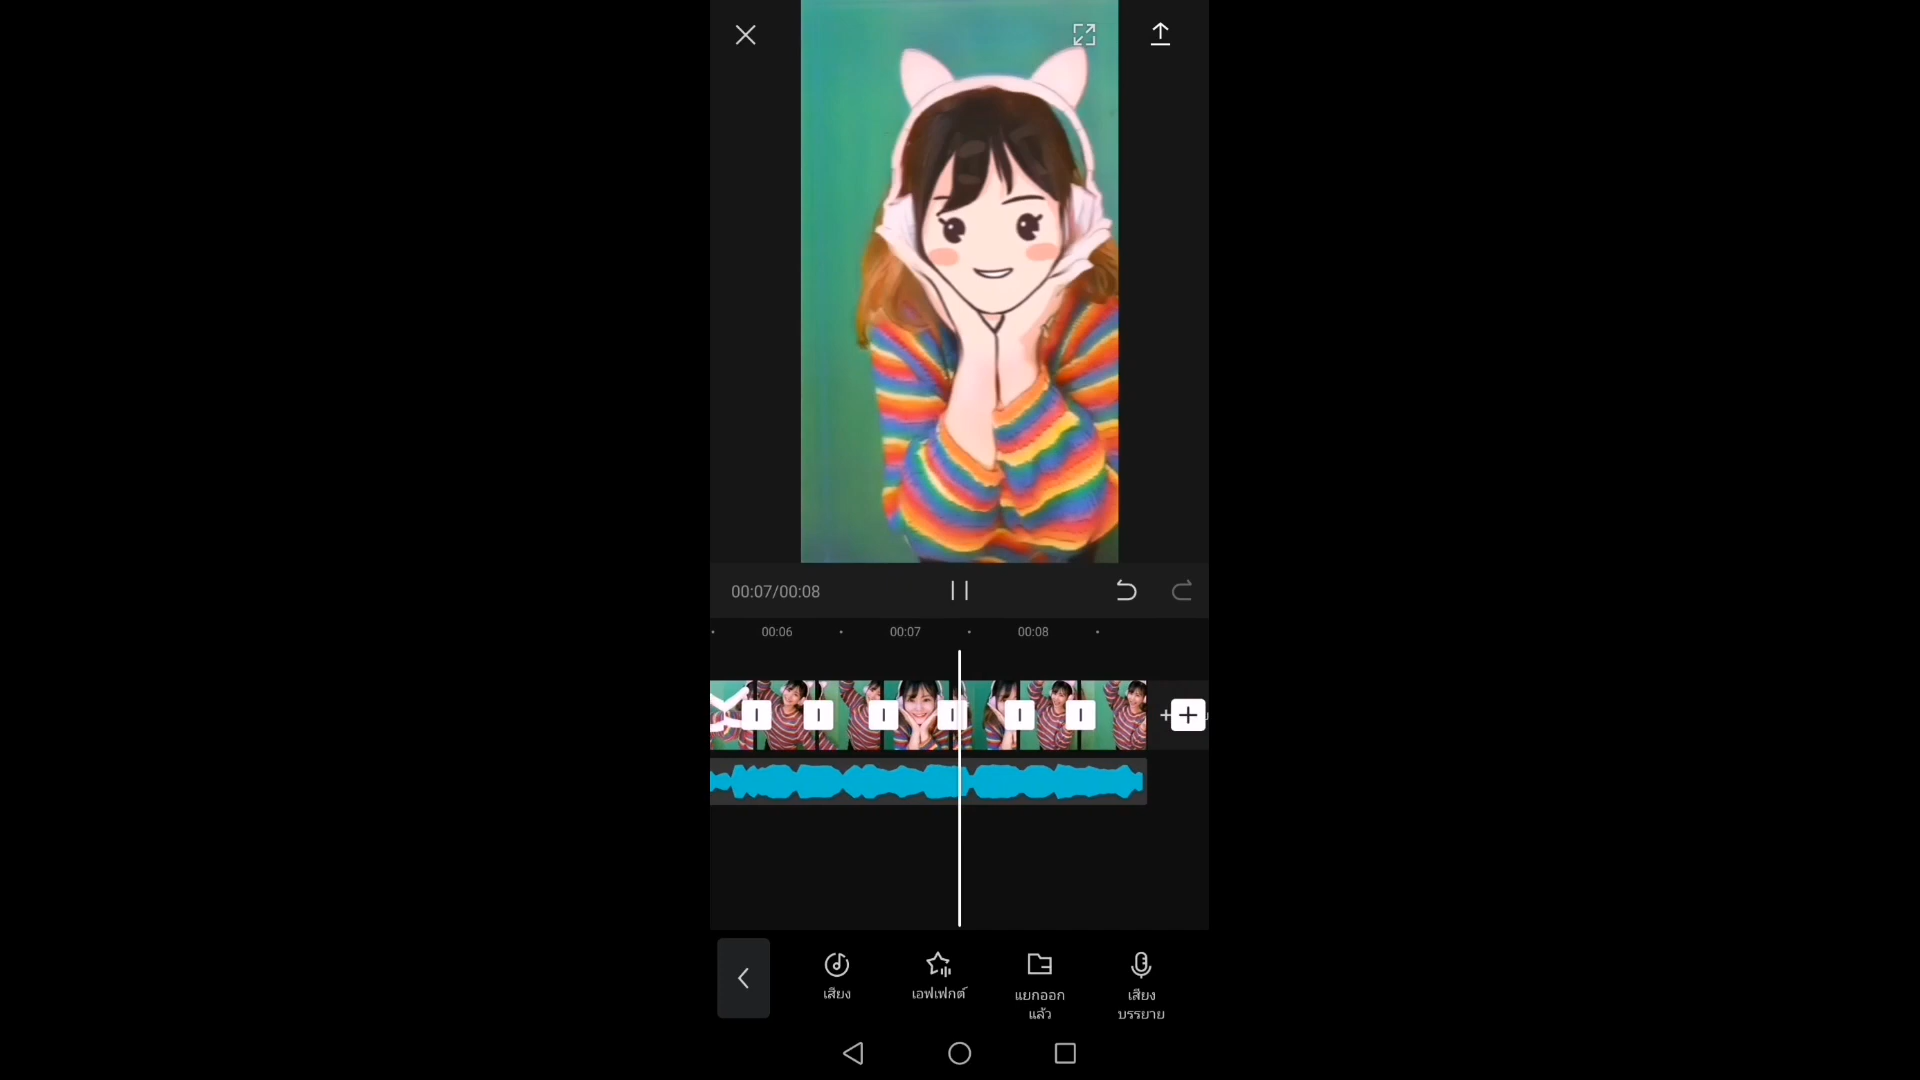 00:07/00:08
00:06
00:07
00:08
เสียง
เอฟเฟกต์
แยกออก
แล้ว
เสียง
บรรยาย